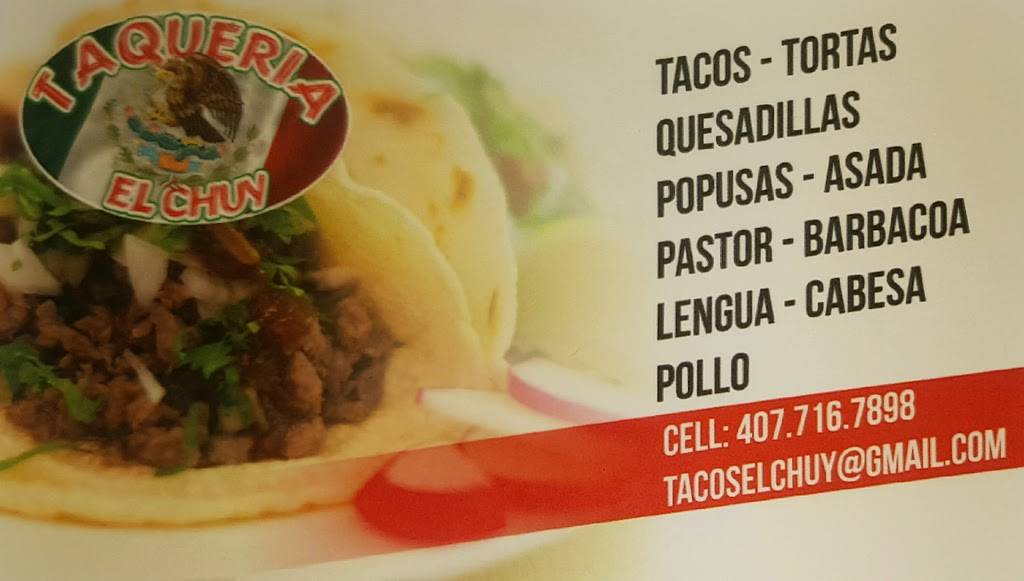 TAQUERIA
EL CHUY
TACOS - TORTAS
QUESADILLAS
POPUSAS - ASADA
PASTOR - BARBACOA
LENGUA - CABESA
POLLO
CELL: 407.716.7898
TACOSELCHUY@GMAIL.COM